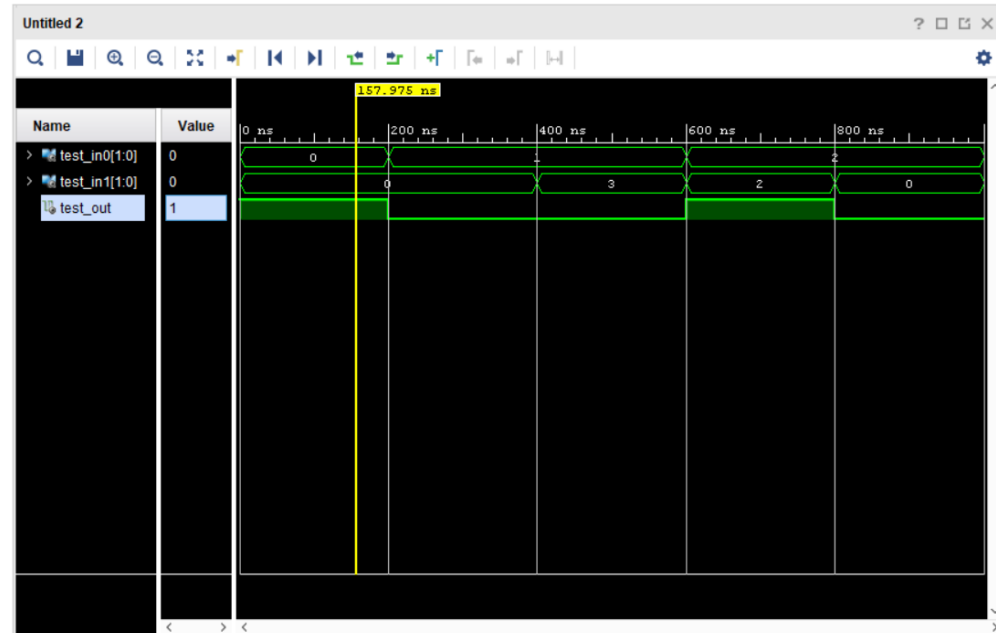 Untitled 2
157.975 ns
Name Value 0 ns 200 ns 400 ns 600 ns 800 ns
test_in0[1:0] 0 0 1 2
test_in1[1:0] 0 0 3 2 0
test_out 1